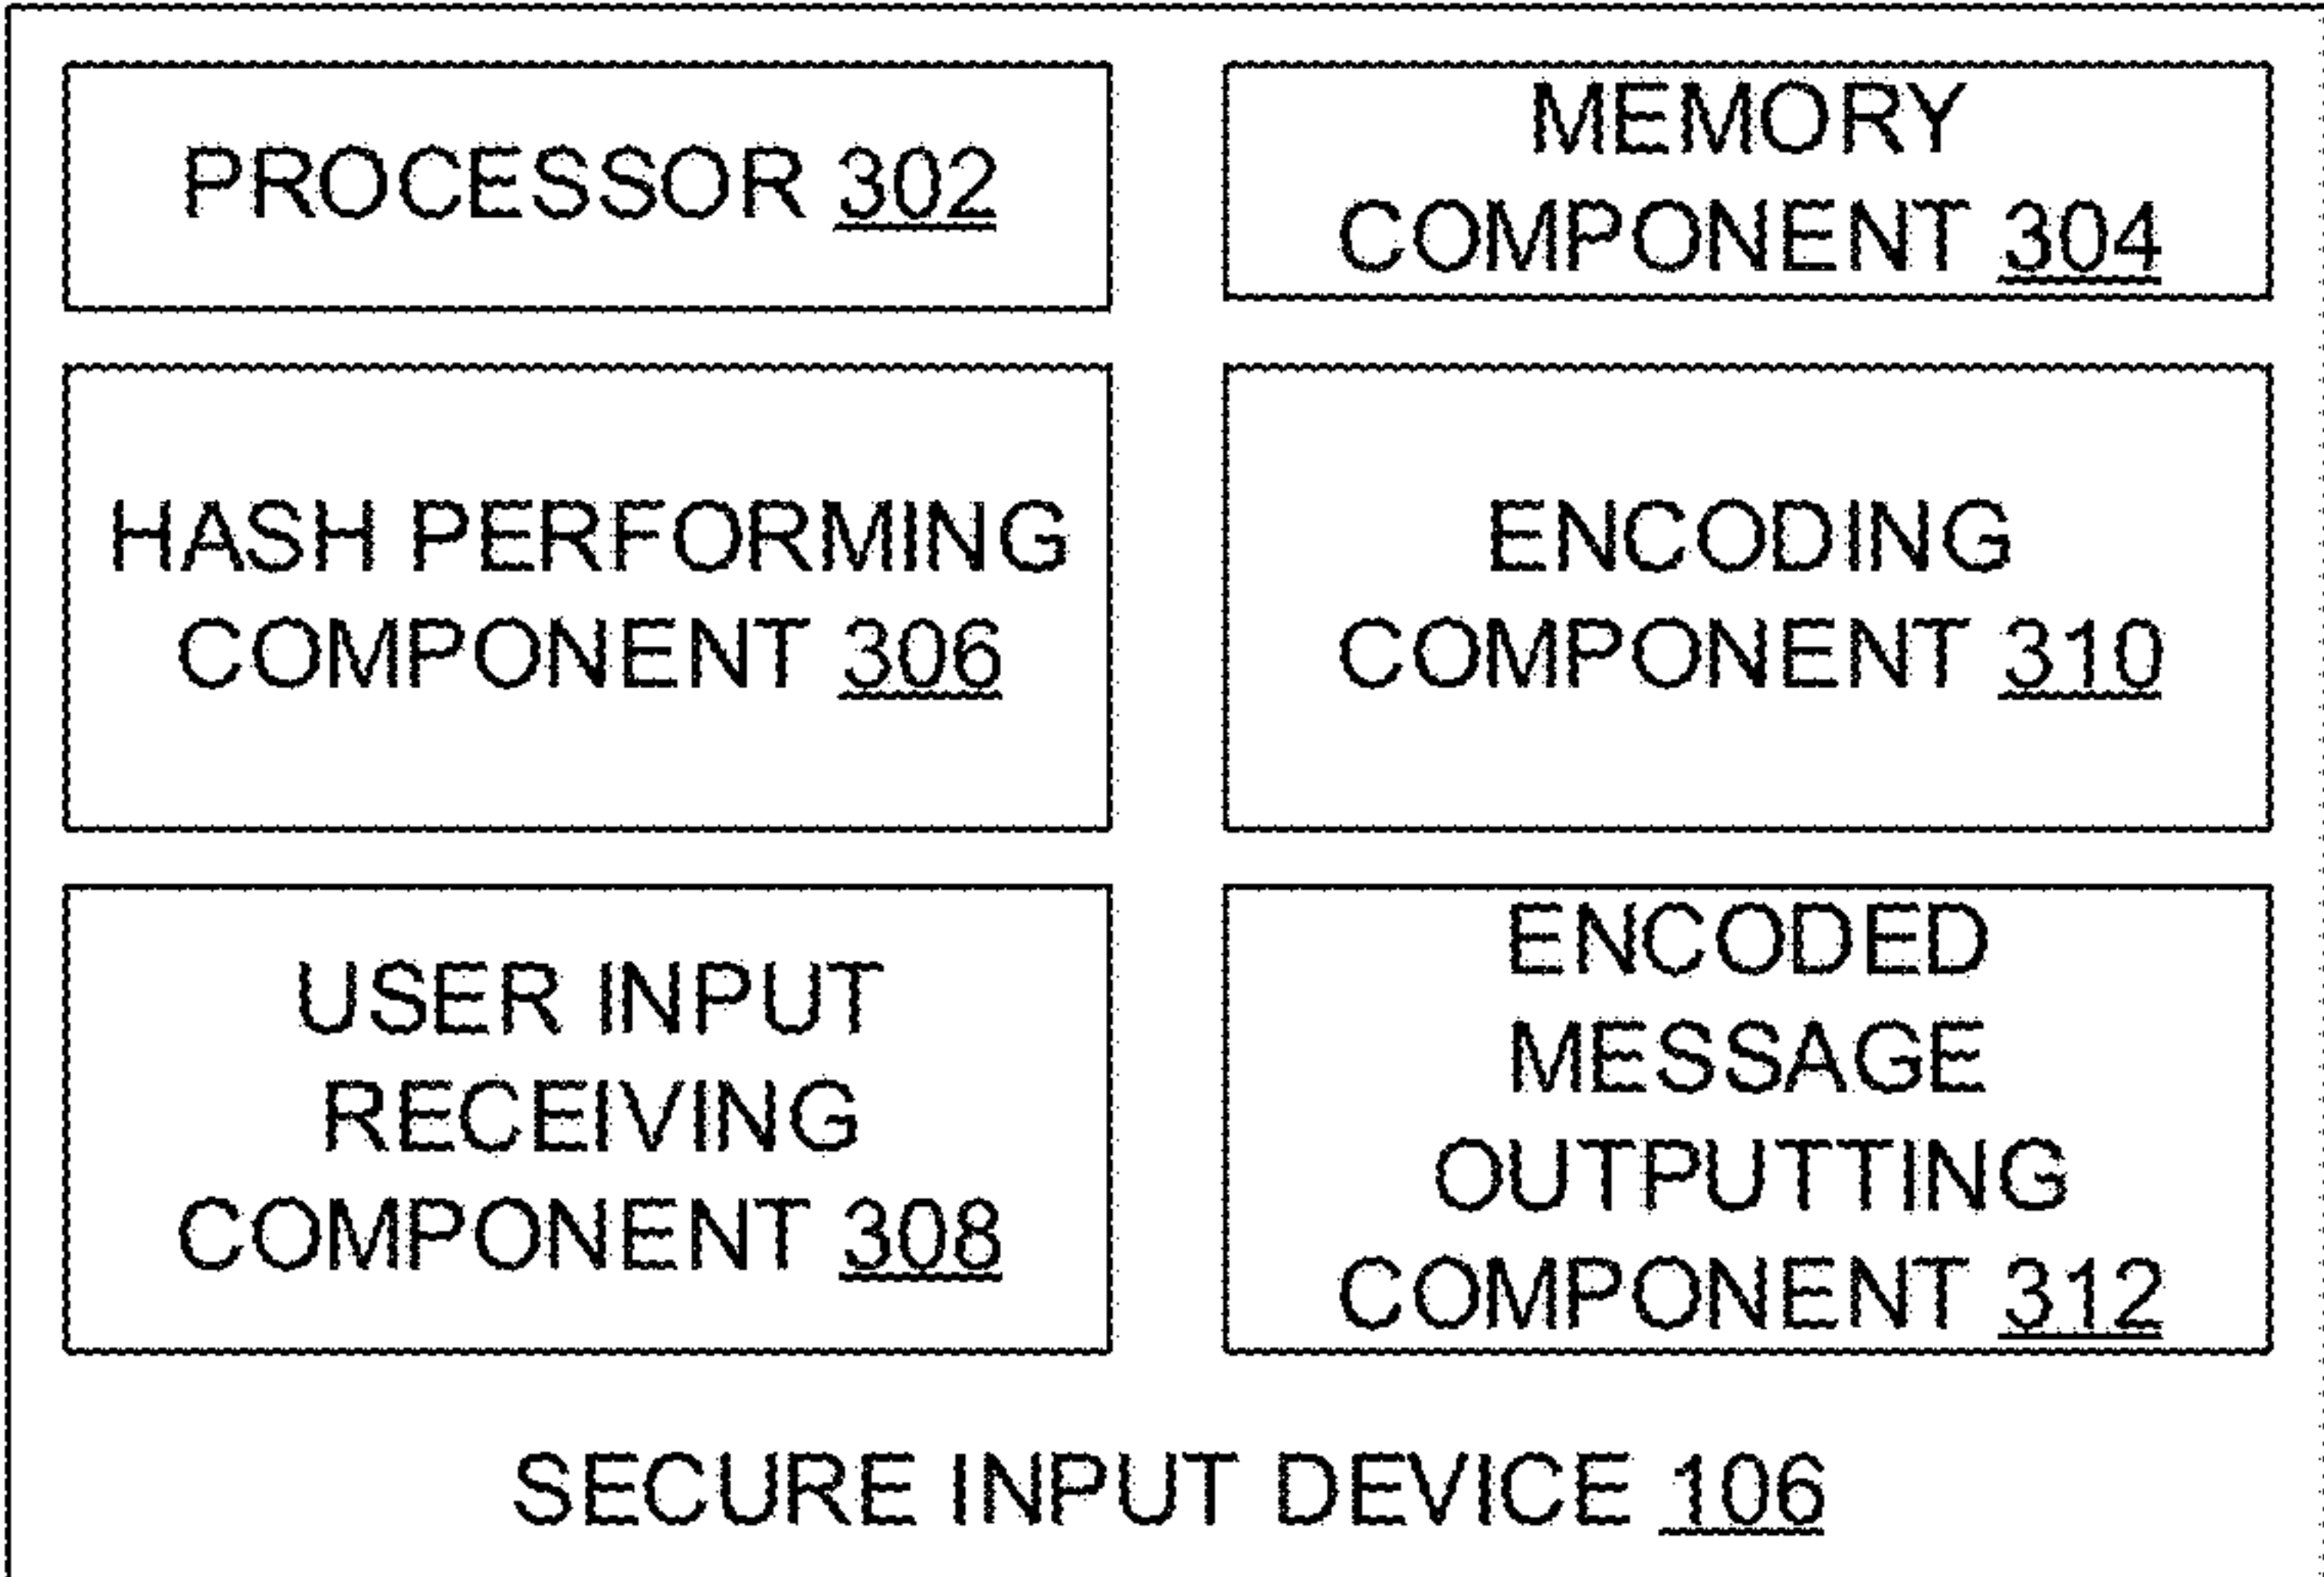 PROCESSOR 302
MEMORY
COMPONENT 304
HASH PERFORMING
COMPONENT 306
ENCODING
COMPONENT 310
USER INPUT
RECEIVING
COMPONENT 308
ENCODED
MESSAGE
OUTPUTTING
COMPONENT 312
SECURE INPUT DEVICE 106